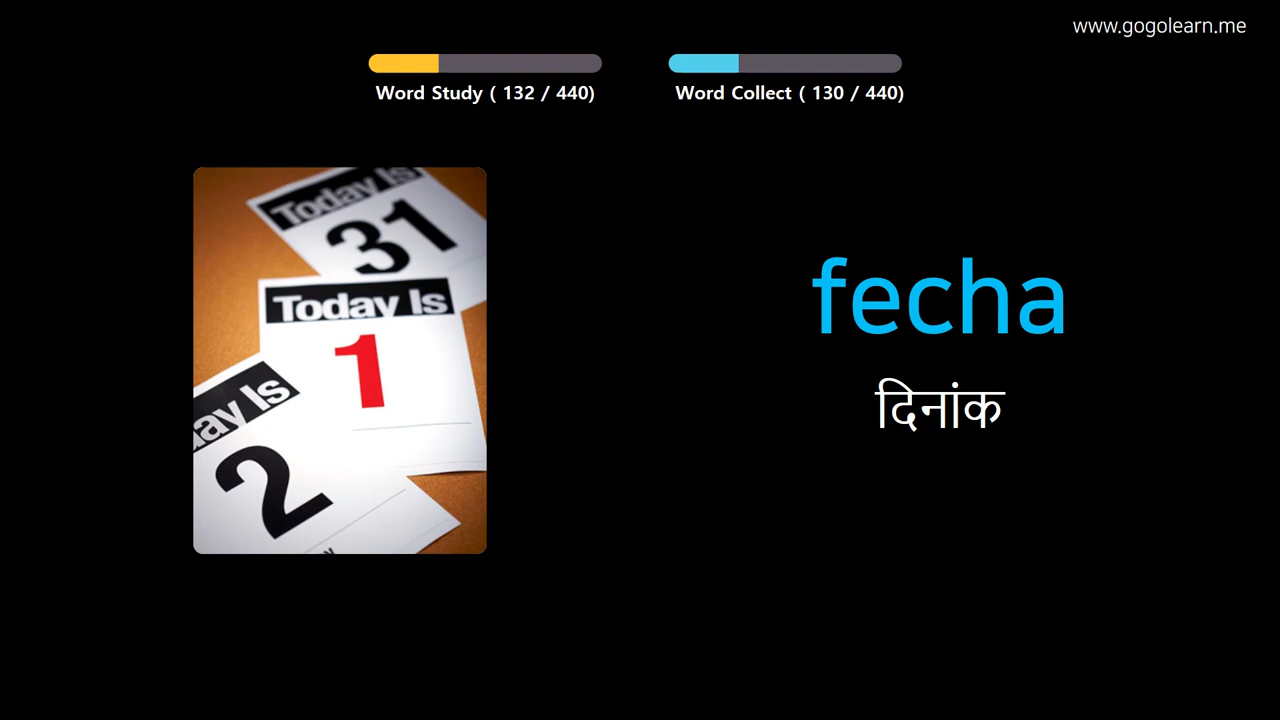 www.gogolearn.me
Word Study ( 132 / 440)
Word Collect ( 130 / 440)
Today Is
31
Today Is
1
ay Is
2
fecha
दिनांक